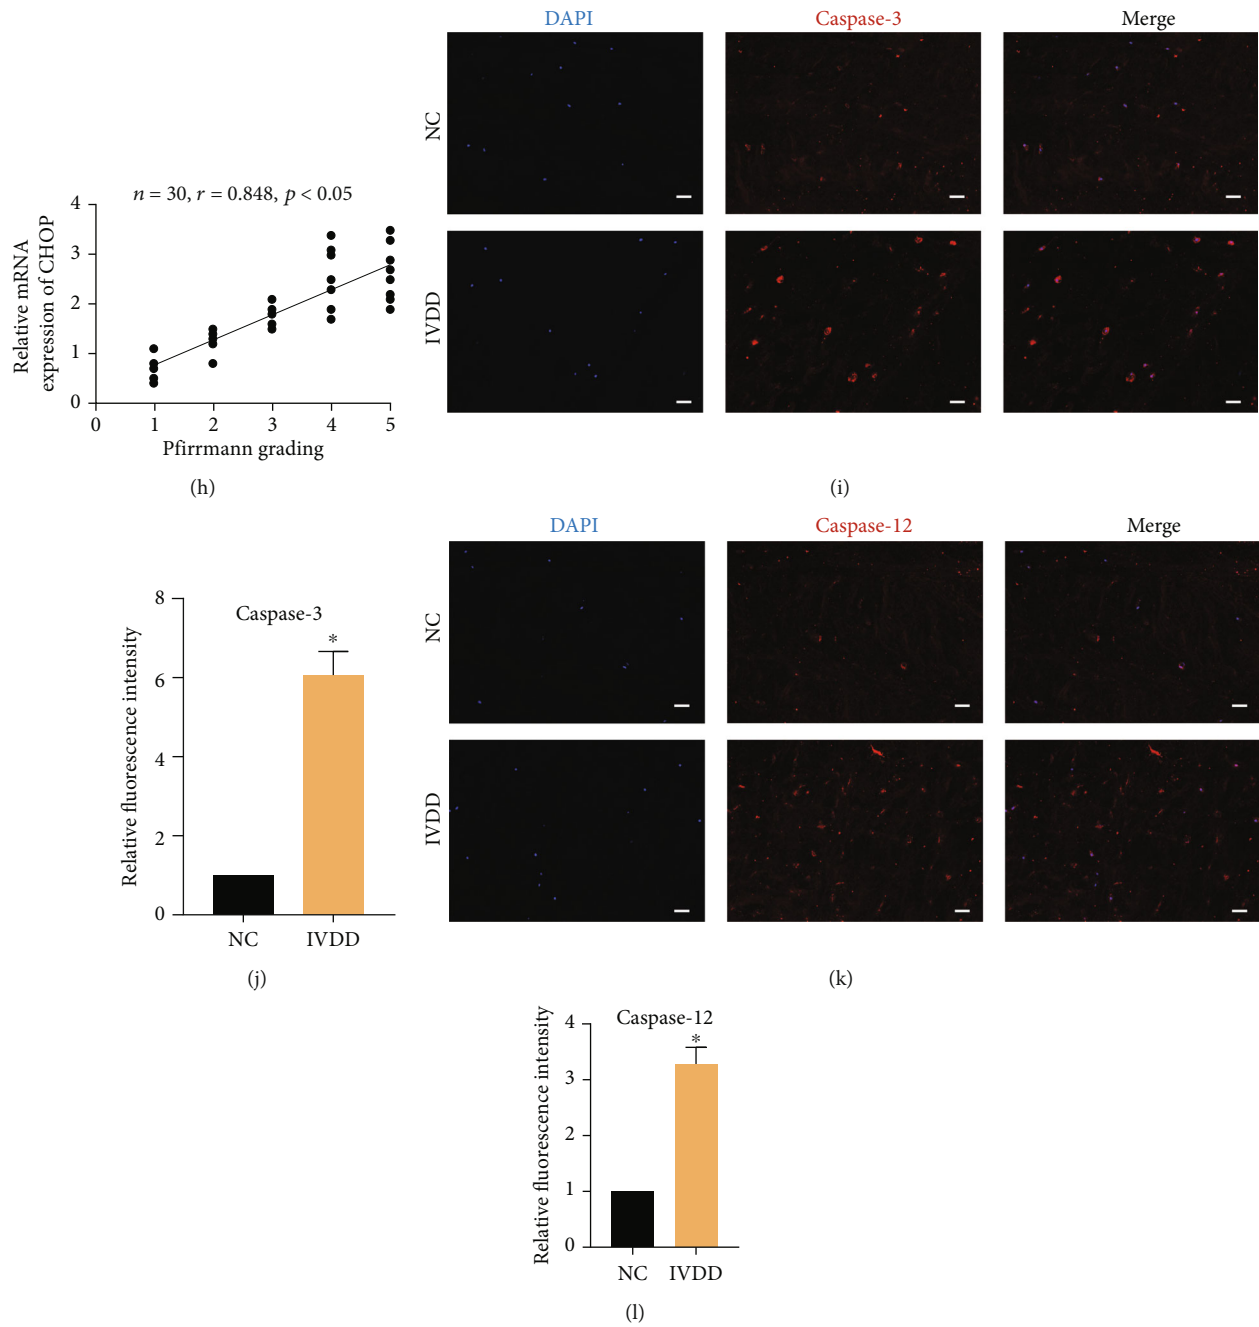 n = 30, r = 0.848, p < 0.05
Relative mRNA
expression of CHOP
4
3
2
1
0
0
1
2
3
4
5
Pfirrmann grading
(h)
DAPI
Caspase-3
Merge
NC
IVDD
(i)
Caspase-3
*
Relative fluorescence intensity
8
6
4
2
0
NC
IVDD
(j)
DAPI
Caspase-12
Merge
NC
IVDD
(k)
Caspase-12
*
Relative fluorescence intensity
4
3
2
1
0
NC
IVDD
(l)